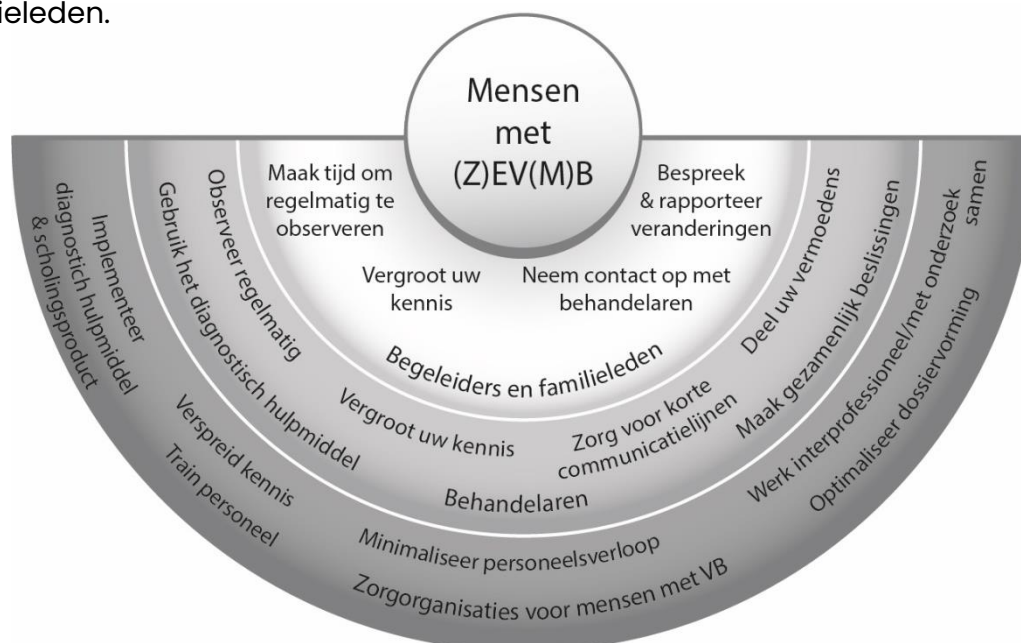 ieleden.
Mensen
met
(Z)EV(M)B
Maak tijd om
regelmatig te
observeren
Vergroot uw
kennis
Neem contact op met
behandelaren
Bespreek
& rapporteer
veranderingen
Begeleiders en familieleden
Observeer regelmatig
Gebruik het diagnostisch hulpmiddel
Vergroot uw kennis
Zorg voor korte
communicatielijnen
Deel uw vermoedens
Maak gezamenlijk beslissingen
Behandelaren
Implementeer
diagnostich hulpmiddel
& scholingsproduct
Verspreid kennis
Train personeel
Minimaliseer personeelsverloop
Werk interprofessioneel/met onderzoek
samen
Optimaliseer dossiervorming
Zorgorganisaties voor mensen met VB